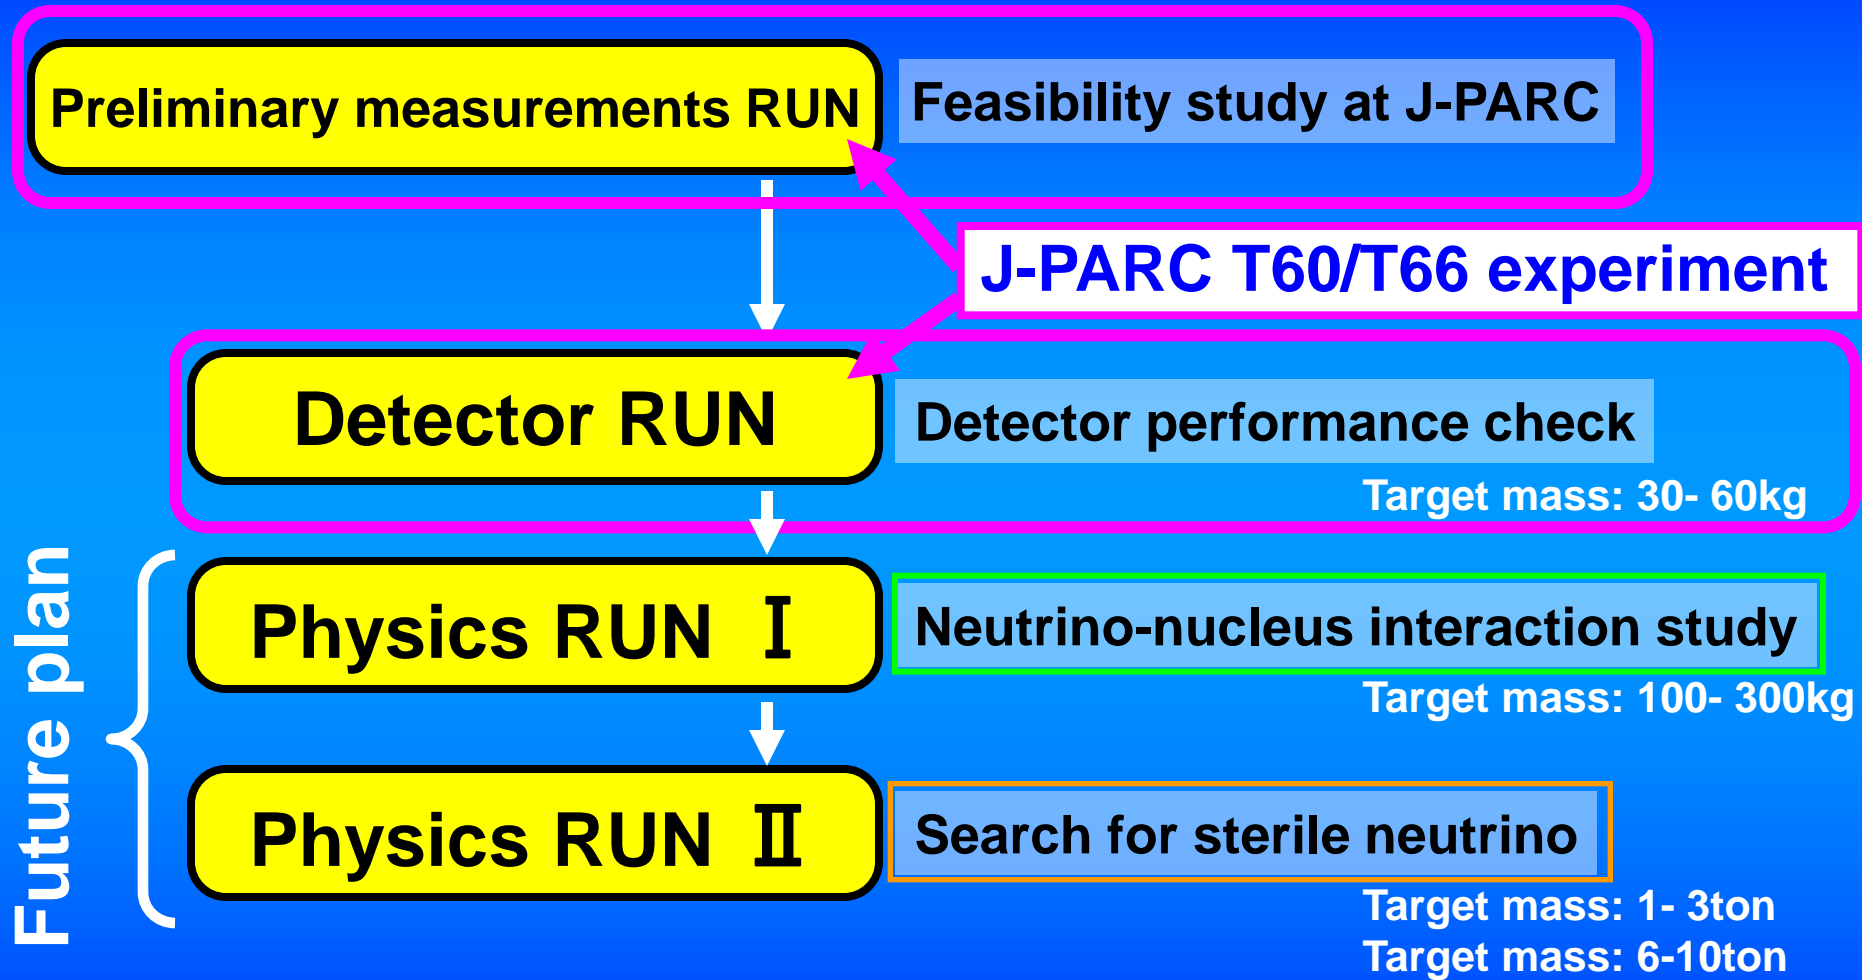 Preliminary measurements RUN
Feasibility study at J-PARC
J-PARC T60/T66 experiment
Detector RUN
Detector performance check
Target mass: 30- 60kg
Future plan
Physics RUN Ⅰ
Neutrino-nucleus interaction study
Target mass: 100- 300kg
Physics RUN Ⅱ
Search for sterile neutrino
Target mass: 1- 3ton
Target mass: 6-10ton